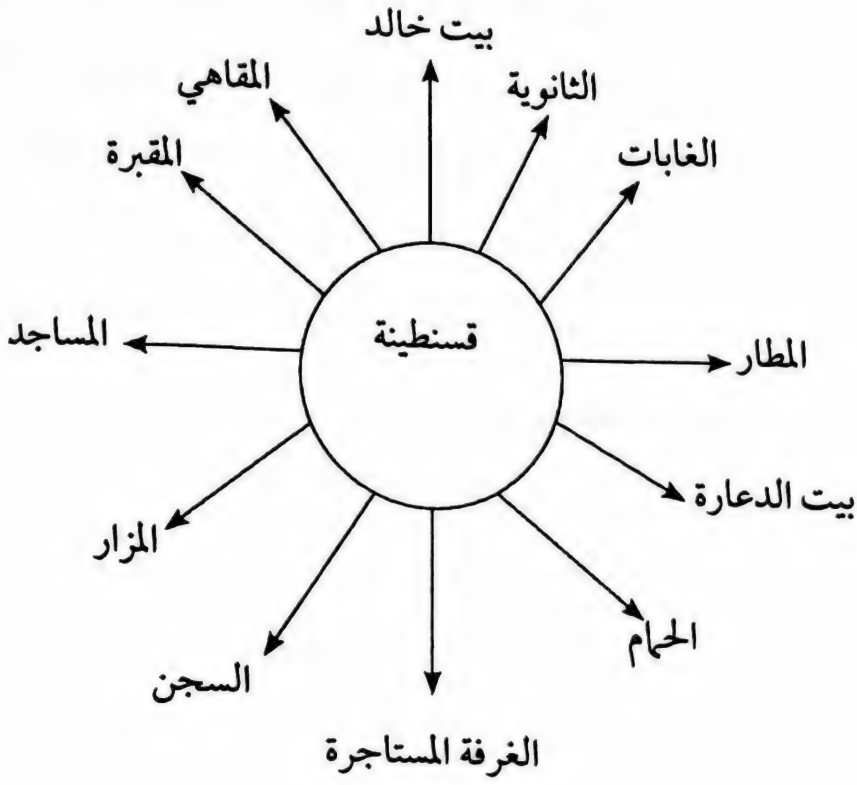 بيت خالد
الثانوية
المقاهي
الغابات
المقبرة
قسنطينة
المساجد
المطار
بيت الدعارة
المزار
الحمام
السجن
الغرفة المستاجرة